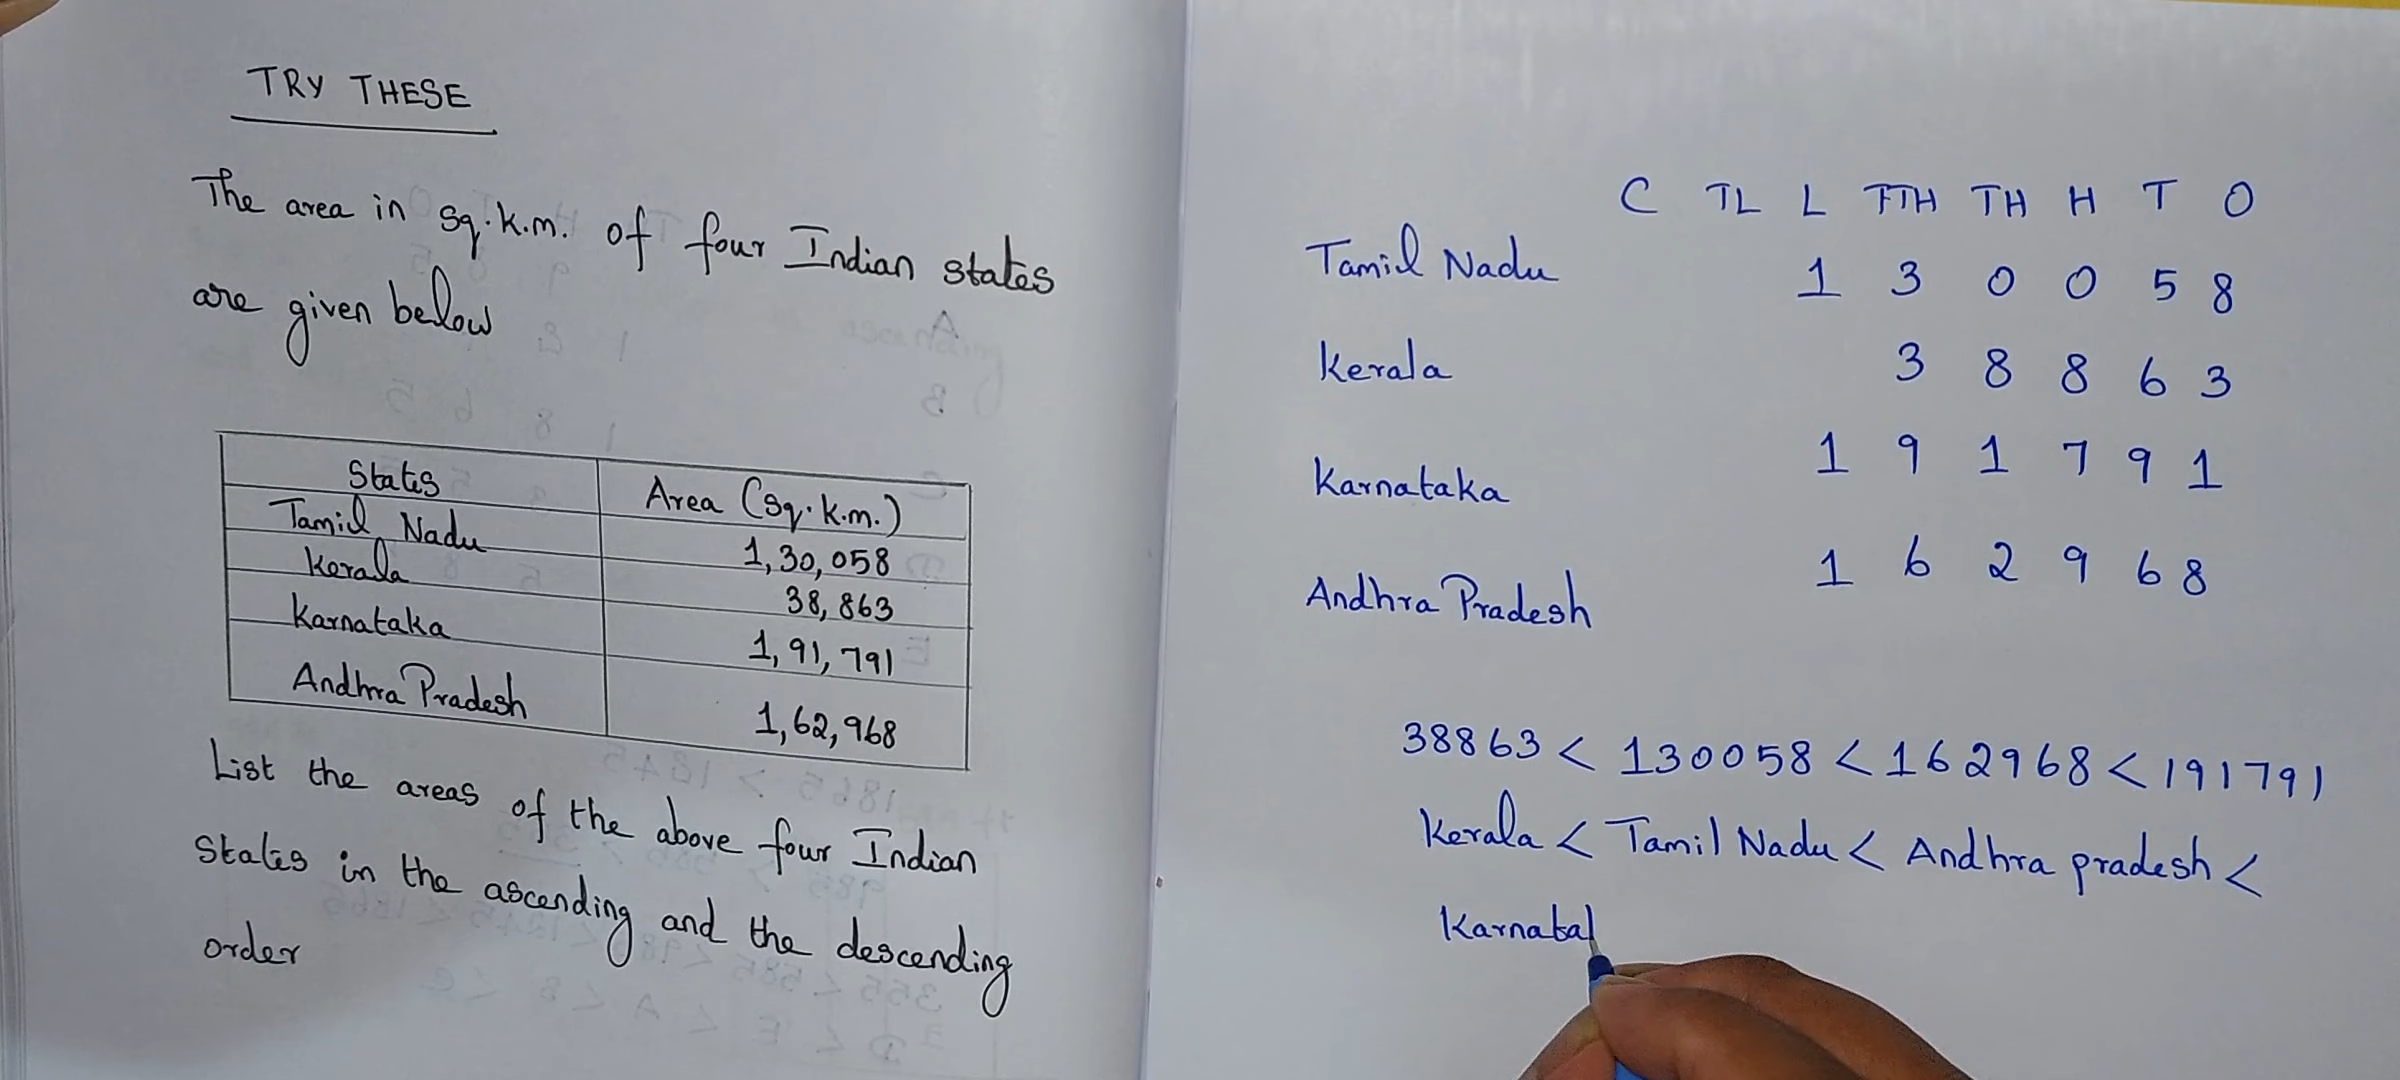 TRY THESE
The area in sq.k.m. of four Indian states
are given below
States Area (Sq.k.m.)
Tamil Nadu 1,30,058
Kerala 38,863
Karnataka 1,91,791
Andhra Pradesh 1,62,968
List the areas of the above four Indian
States in the ascending and the descending
order
C TL L TTH TH H T O
Tamil Nadu 1 3 0 0 5 8
Kerala 3 8 8 6 3
Karnataka 1 9 1 7 9 1
Andhra Pradesh 1 6 2 9 6 8
38863 < 130058 < 162968 < 191791
Kerala < Tamil Nadu < Andhra pradesh <
Karnatal